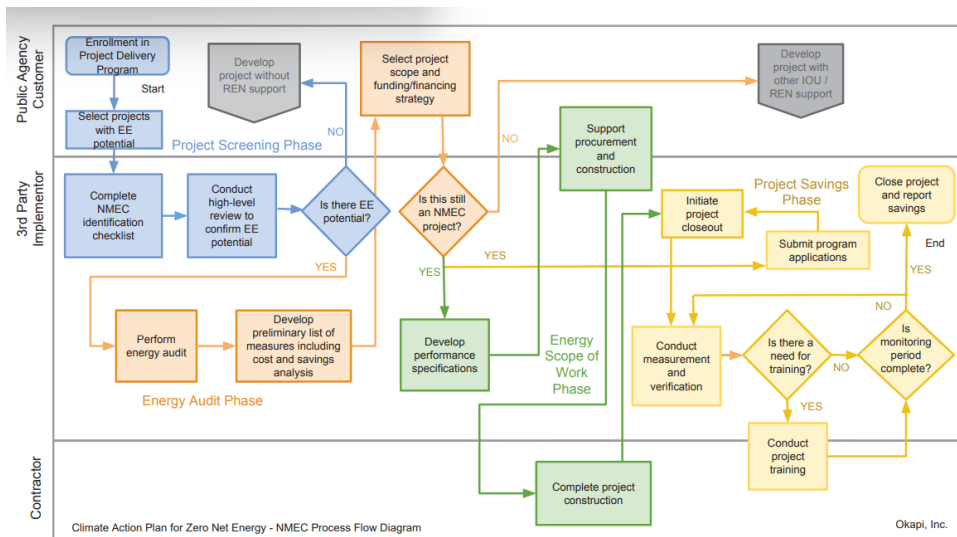 Public Agency
Customer
3rd Party
Implementor
Contractor
Enrollment in
Project Delivery
Program
Start
Select projects
with EE
potential
Project Screening Phase
Develop
project without
REN support
NO
Select project
scope and
funding/financing
strategy
NO
Develop
project with
other IOU /
REN support
Support
procurement
and
construction
Complete
NMEC
identification
checklist
Conduct
high-level
review to
confirm EE
potential
Is there EE
potential?
YES
Is this still
an NMEC
project?
YES
YES
Initiate
project
closeout
Project Savings
Phase
Submit program
applications
Close project
and report
savings
End
Perform
energy audit
Develop
preliminary list of
measures including
cost and savings
analysis
Energy Audit Phase
Develop
performance
specifications
Energy
Scope of
Work
Phase
Conduct
measurement
and
verification
Is there a
need for
training?
NO
YES
Is
monitoring
period
complete?
NO
YES
Conduct
project
training
Complete project
construction
Climate Action Plan for Zero Net Energy - NMEC Process Flow Diagram
Okapi, Inc.